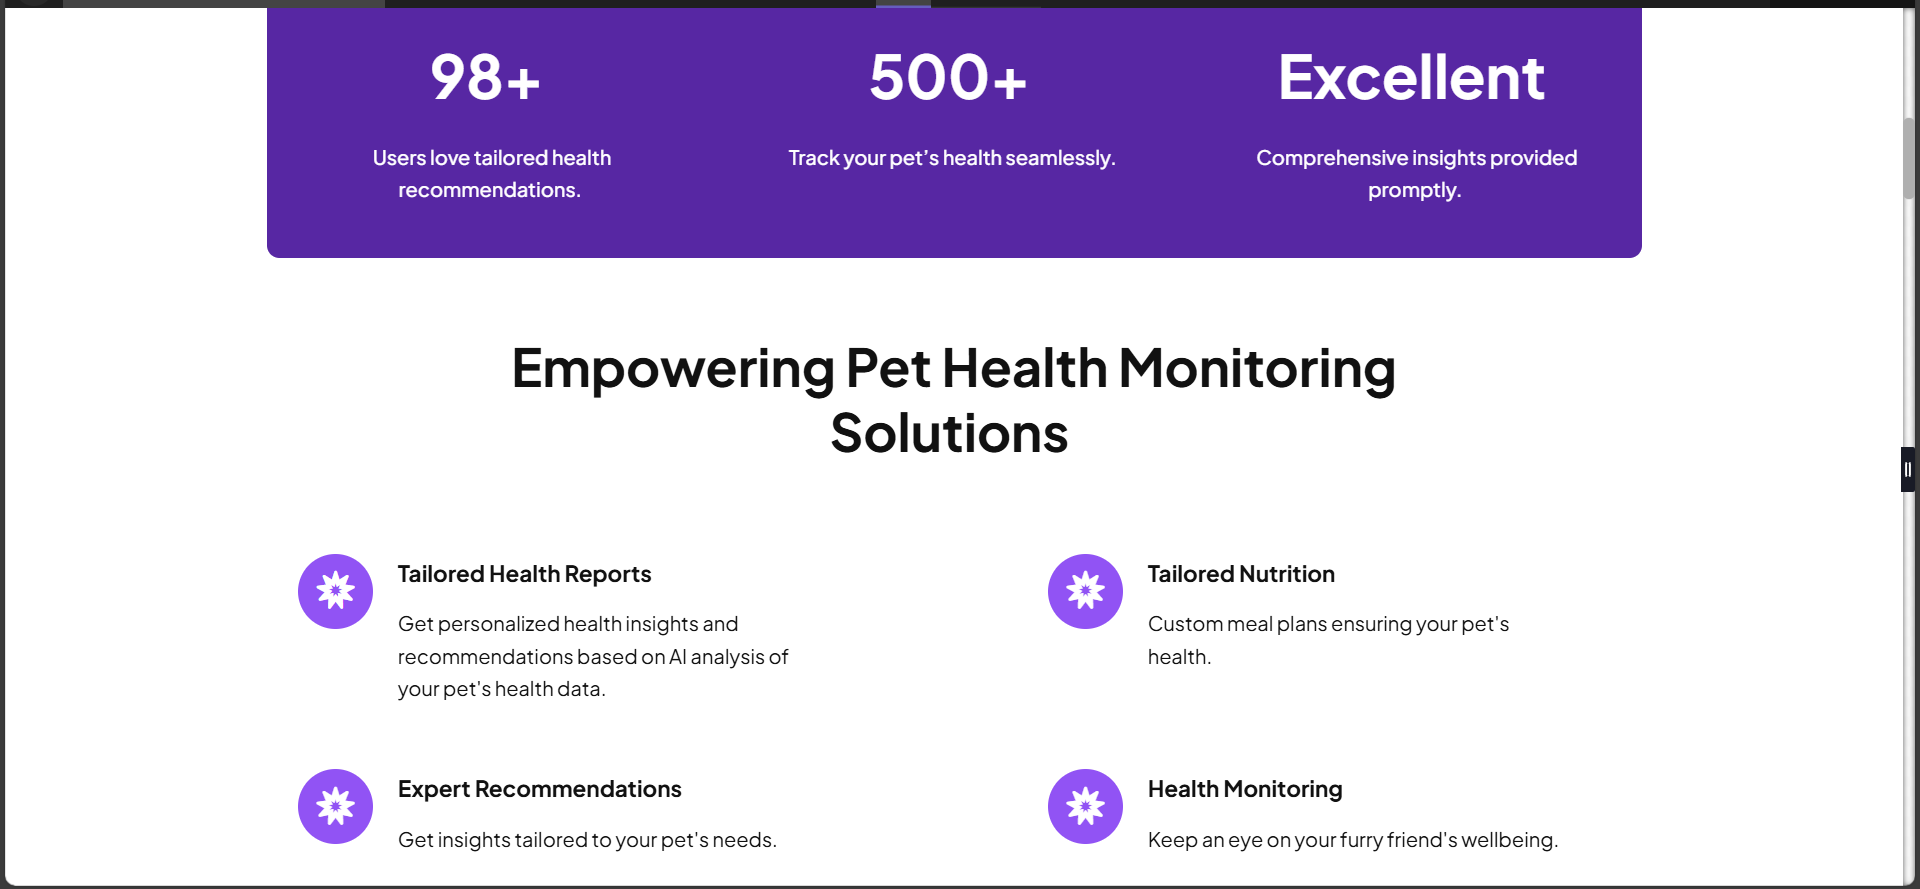 98+
Users love tailored health
recommendations.
500+
Track your pet’s health seamlessly.
Excellent
Comprehensive insights provided
promptly.
Empowering Pet Health Monitoring
Solutions
Tailored Health Reports
Get personalized health insights and
recommendations based on AI analysis of
your pet's health data.
Tailored Nutrition
Custom meal plans ensuring your pet's
health.
Expert Recommendations
Get insights tailored to your pet's needs.
Health Monitoring
Keep an eye on your furry friend's wellbeing.